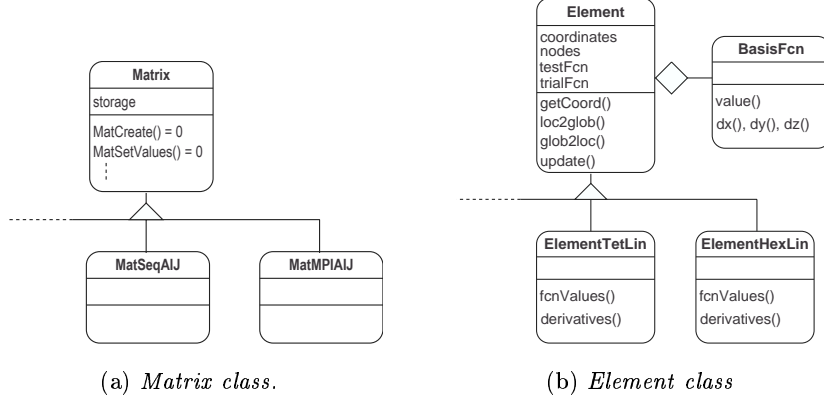 Matrix
storage
MatCreate() = 0
MatSetValues() = 0
MatSeqAIJ
MatMPIAIJ
(a) Matrix class.
Element
coordinates
nodes
testFcn
trialFcn
getCoord()
loc2glob()
glob2loc()
update()
BasisFcn
value()
dx(), dy(), dz()
ElementTetLin
fcnValues()
derivatives()
ElementHexLin
fcnValues()
derivatives()
(b) Element class